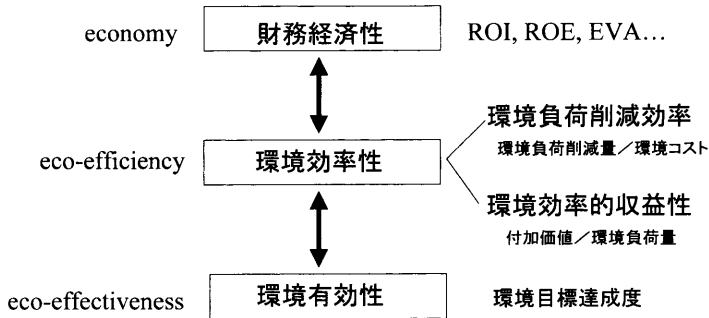 economy 財務経済性 ROI, ROE, EVA…
環境負荷削減効率
eco-efficiency 環境効率性 環境負荷削減量／環境コスト
環境効率的収益性
付加価値／環境負荷量
eco-effectiveness 環境有効性 環境目標達成度